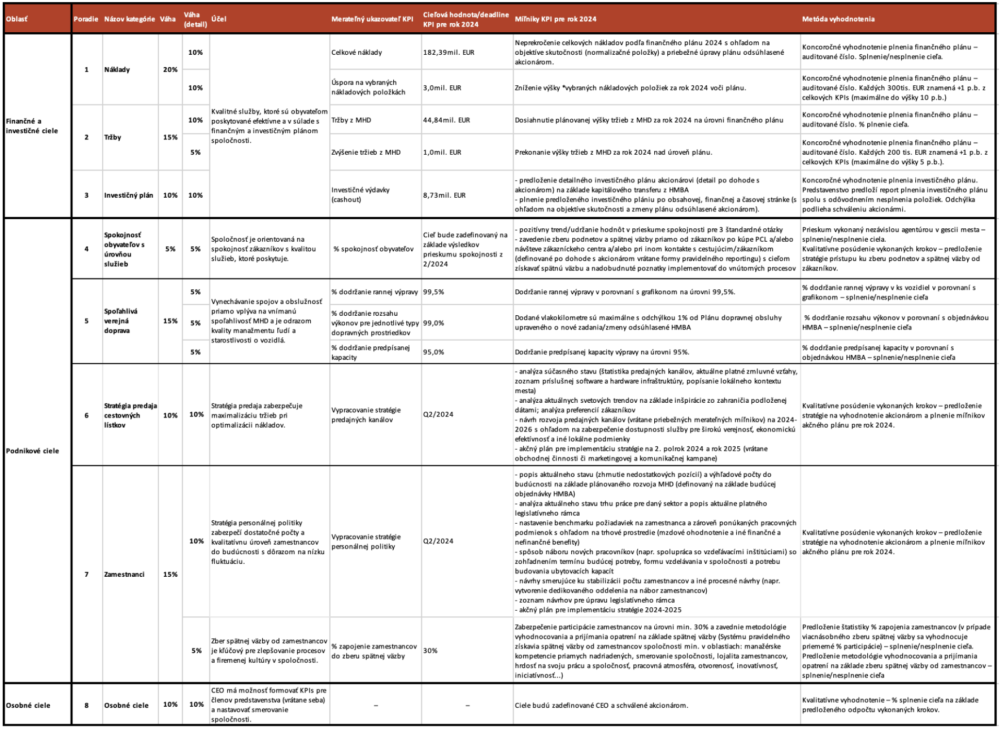 Oblasť
Poradie
Názov kategórie
Váha
Váha
(detail)
Účel
Merateľný ukazovateľ KPI
Cieľová hodnota/deadline
KPI pre rok 2024
Míľniky KPI pre rok 2024
Metóda vyhodnotenia
Finančné a
investičné ciele
1
Náklady
20%
10%
Kvalitné služby, ktoré sú obyvateľom
poskytované efektívne a v súlade s
finančným a investičným plánom
spoločnosti.
Celkové náklady
182,39mil. EUR
Neprekročenie celkových nákladov podľa finančného plánu 2024 s ohľadom na
objektíve skutočnosti (normalizačné položky) a priebežné úpravy plánu odsúhlasené
akcionárom.
Koncoročné vyhodnotenie plnenia finančného plánu –
auditované číslo. Splnenie/nesplnenie cieľa.
10%
Úspora na vybraných
nákladových položkách
3,0mil. EUR
Zníženie výšky *vybraných nákladových položiek za rok 2024 voči plánu.
Koncoročné vyhodnotenie plnenia finančného plánu –
auditované číslo. Každých 300tis. EUR znamená +1 p.b. z
celkových KPIs (maximálne do výšky 10 p.b.)
2
Tržby
15%
10%
Tržby z MHD
44,84mil. EUR
Dosiahnutie plánovanej výšky tržieb z MHD za rok 2024 na úrovni finančného plánu
Koncoročné vyhodnotenie plnenia finančného plánu –
auditované číslo. % plnenie cieľa.
5%
Zvýšenie tržieb z MHD
1,0mil. EUR
Prekonanie výšky tržieb z MHD za rok 2024 nad úroveň plánu.
Koncoročné vyhodnotenie plnenia finančného plánu –
auditované číslo. Každých 200 tis. EUR znamená +1 p.b. z
celkových KPIs (maximálne do výšky 5 p.b.).
3
Investičný plán
10%
10%
Investičné výdavky
(cashout)
8,73mil. EUR
- predloženie detailného investičného plánu akcionárovi (detail po dohode s
akcionárom) na základe kapitálového transferu z HMBA
- plnenie predloženého investičného plániu po obsahovej, finančnej a časovej stránke (s
ohľadom na objektíve skutočnosti a zmeny plánu odsúhlasené akcionárom).
Koncoročné vyhodnotenie plnenia investičného plánu.
Predstavenstvo predloží report plnenia investičného plánu
spolu s odôvodnením nesplnenia položiek. Odchýlka
podlieha schváleniu akcionármi.
Podnikové ciele
4
Spokojnosť
obyvateľov s
úrovňou
služieb
5%
5%
Spoločnosť je orientovaná na
spokojnosť zákazníkov s kvalitou
služieb, ktoré poskytuje.
% spokojnosť obyvateľov
Cieľ bude zadefinovaný na
základe výsledkov
prieskumu spokojnosti z
2/2024
- pozitívny trend/udržanie hodnôt v prieskume spokojnosti pre 3 štandardné otázky
- zavedenie zberu podnetov a spätnej väzby priamo od zákazníkov po kúpe PCL a/alebo
návšteve zákazníckeho centra a/alebo pri inom kontakte s cestujúcim/zákazníkom
(definované po dohode s akcionárom vrátane formy pravidelného reportingu) s cieľom
získavať spätnú väzbu a nadobudnuté poznatky implementovať do vnútorných procesov
Prieskum vykonaný nezávislou agentúrou v gescii mesta –
splnenie/nesplnenie ciela.
Kvalitatívne posúdenie vykonaných krokov – predloženie
stratégie prístupu ku zberu podnetov a spätnej väzby od
zákazníkov.
5
Spoľahlivá
verejná
doprava
15%
5%
Vynechávanie spojov a obslužnosť
priamo vplýva na vnímanú
spoľahlivosť MHD a je odrazom
kvality manažmentu ľudí a
starostlivosti o vozidlá.
% dodržanie rannej výpravy
99,5%
Dodržanie rannej výpravy v porovnaní s grafikonom na úrovni 99,5%.
% dodržanie rannej výpravy v ks vozidiel v porovnaní s
grafikonom – splnenie/nesplnenie cieľa
5%
% dodržanie rozsahu
výkonov pre jednotlivé typy
dopravných prostriedkov
99,0%
Dodané vlakokilometre sú maximálne s odchýlkou 1% od Plánu dopravnej obsluhy
upraveného o nové zadania/zmeny odsúhlasené HMBA
% dodržanie rozsahu výkonov v porovnaní s objednávkou
HMBA – splnenie/nesplnenie cieľa
5%
% dodržanie predpísanej
kapacity
95,0%
Dodržanie predpísanej kapacity výpravy na úrovni 95%.
% dodržanie predpísanej kapacity v porovnaní s
objednávkou HMBA – splnenie/nesplnenie cieľa
6
Stratégia predaja
cestovných
lístkov
10%
10%
Stratégia predaja zabezpečuje
maximalizáciu tržieb pri
optimalizácii nákladov.
Vypracovanie stratégie
predajných kanálov
Q2/2024
- analýza súčasného stavu (štatistika predajných kanálov, aktuálne platné zmluvné vzťahy,
zoznam príslušnej software a hardware infraštruktúry, popísanie lokálneho kontextu
mesta)
- analýza aktuálnych svetových trendov na základe inšpirácie zo zahraničia podloženej
dátami; analýza preferencií zákazníkov
- návrh rozvoja predajných kanálov (vrátane priebežných merateľných míľnikov) na 2024-
2026 s ohľadom na zabezpečenie dostupnosti služby pre širokú verejnosť, ekonomickú
efektívnosť a iné lokálne podmienky
- akčný plán pre implementáciu stratégie na 2. polrok 2024 a rok 2025 (vrátane
obchodnej činnosti či marketingovej a komunikačnej kampane)
Kvalitatívne posúdenie vykonaných krokov – predloženie
stratégie na vyhodnotenie akcionárom a plnenie míľnikov
akčného plánu pre rok 2024.
7
Zamestnanci
15%
10%
Stratégia personálnej politiky
zabezpečí dostatočné počty a
kvalitatívnu úroveň zamestnancov
do budúcnosti s dôrazom na nízku
fluktuáciu.
Vypracovanie stratégie
personálnej politiky
Q2/2024
- popis aktuálneho stavu (zhrnutie nedostatkových pozícií) a výhľadové počty do
budúcnosti na základe plánovaného rozvoja MHD (definovaný na základe budúcej
objednávky HMBA)
- analýza aktuálneho stavu trhu práce pre daný sektor a popis aktuálne platného
legislatívneho rámca
- nastavenie benchmarku požiadaviek na zamestnanca a zároveň ponúkaných pracovných
podmienok s ohľadom na trhové prostredie (mzdové ohodnotenie a iné finančné a
nefinančné benefity)
- spôsob náboru nových pracovníkov (napr. spolupráca so vzdeľávacími inštitúciami) so
zohľadnením termínu budúcej potreby, formu vzdelávania v spoločnosti a potrebu
budovania ubytovacích kapacít
- návrhy smerujúce ku stabilizácii počtu zamestnancov a iné procesné návrhy (napr.
vytvorenie dedikovaného oddelenia na nábor zamestnancov)
- zoznam návrhov pre úpravu legislatívneho rámca
- akčný plán pre implementáciu stratégie 2024-2025
Kvalitatívne posúdenie vykonaných krokov – predloženie
stratégie na vyhodnotenie akcionárom a plnenie míľnikov
akčného plánu pre rok 2024.
5%
Zber spätnej väzby od zamestnancov
je kľúčový pre zlepšovanie procesov
a firemenej kultúry v spoločnosti.
% zapojenie zamestnancov
do zberu spätnej väzby
30%
Zabezpečenie participácie zamestnancov na úrovni min. 30% a zavednie metodológie
vyhodnocovania a prijímania opatrení na základe spätnej väzby (Systému pravidelného
získavia spätnej väzby od zamestnancov spoločnosti min. v oblastiach: manažérske
kompetencie priamych nadriadených, smerovanie spoločnosti, lojalita zamestnancov,
hrdosť na svoju prácu a spoločnosť, pracovná atmosféra, otvorenosť, inovatívnosť,
iniciatívnosť...)
Predloženie štatistiky % zapojenia zamestnancov (v prípade
viacnásobného zberu spätnej väzby sa vyhodnocuje
priemerné % participácie) – splnenie/nesplnenie cieľa.
Predloženie metodológie vyhodnocovania a prijímania
opatrení na základe zberu spätnej väzby od zamestnancov –
splnenie/nesplnenie cieľa
Osobné ciele
8
Osobné ciele
10%
10%
CEO má možnosť formovať KPIs pre
členov predstavenstva (vrátane seba)
a nastavovať smerovanie
spoločnosti.
–
–
Ciele budú zadefinované CEO a schválené akcionárom.
Kvalitatívne vyhodnotenie – % splnenie cieľa na základe
predloženého odpočtu vykonaných krokov.